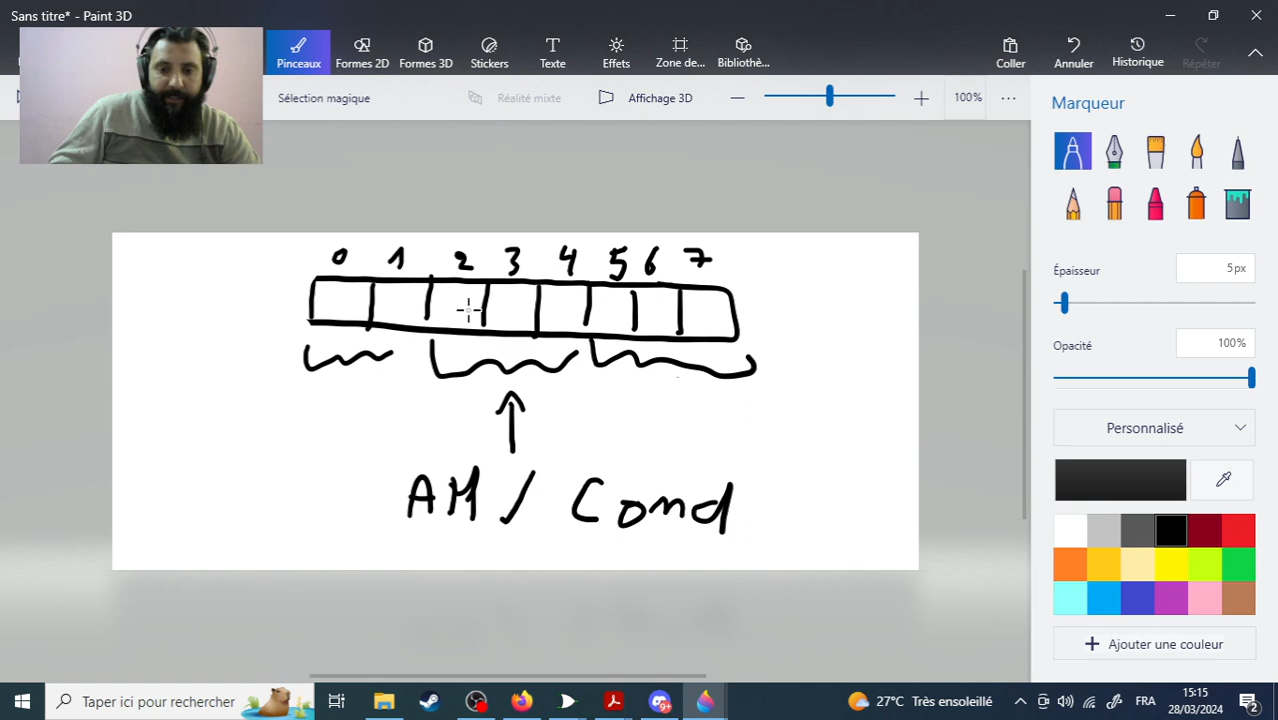 Sans titre* - Paint 3D
Pinceaux
Formes 2D
Formes 3D
Stickers
Texte
Effets
Zone de...
Bibliothè...
Coller
Annuler
Historique
Répéter
Sélection magique
Réalité mixte
Affichage 3D
100%
Marqueur
Épaisseur
5px
Opacité
100%
Personnalisé
Ajouter une couleur
0 1 2 3 4 5 6 7
AM / Cond
Taper ici pour rechercher
9+
27°C Très ensoleillé
FRA
15:15
28/03/2024
2